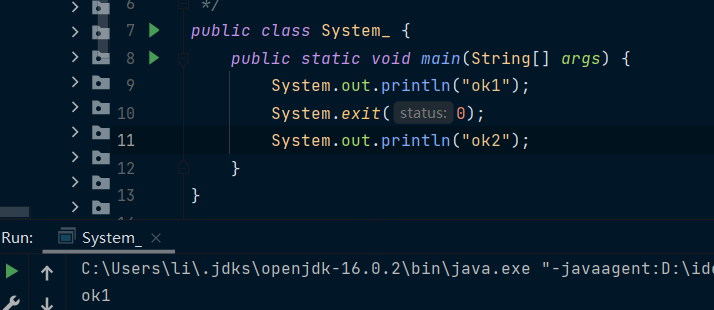 6 */
7 public class System_ {
8 public static void main(String[] args) {
9 System.out.println("ok1");
10 System.exit( status: 0);
11 System.out.println("ok2");
12 }
13 }
Run: System_ ×
C:\Users\li\.jdks\openjdk-16.0.2\bin\java.exe "-javaagent:D:\ide
ok1